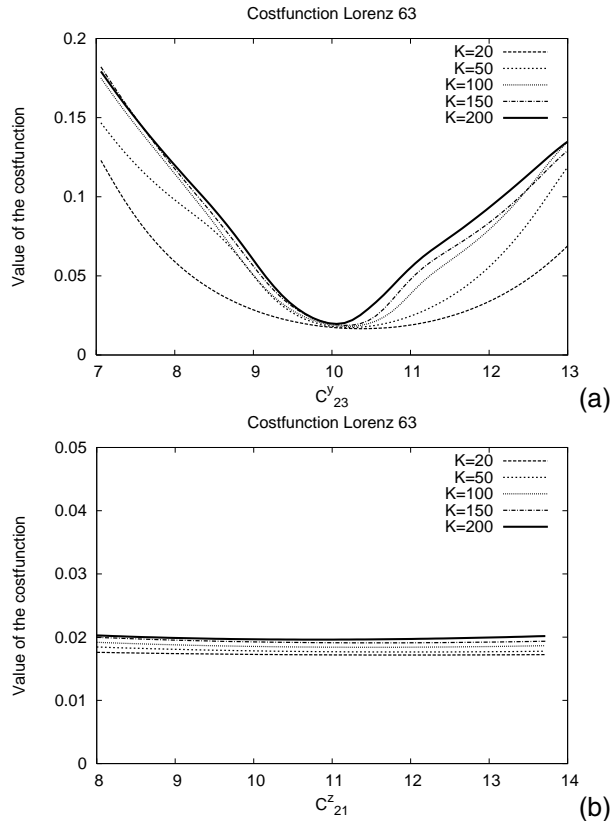 Costfunction Lorenz 63
0.2
0.15
0.1
0.05
0
Value of the costfunction
K=20
K=50
K=100
K=150
K=200
7 8 9 10 11 12 13
C^y_23
(a)
Costfunction Lorenz 63
0.05
0.04
0.03
0.02
0.01
0
Value of the costfunction
K=20
K=50
K=100
K=150
K=200
8 9 10 11 12 13 14
C^z_21
(b)